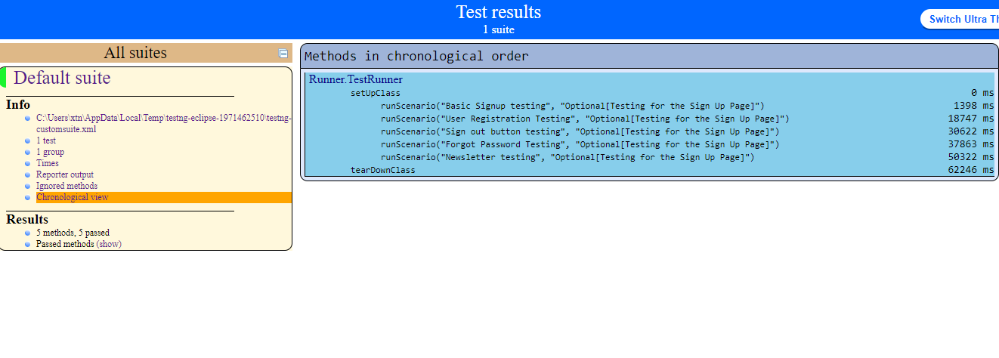 Test results
1 suite
Switch Ultra Th
All suites
Default suite
Info
C:\Users\xtn\AppData\Local\Temp\testng-eclipse-1971462510\testng-
customsuite.xml
1 test
1 group
Times
Reporter output
Ignored methods
Chronological view
Results
5 methods, 5 passed
Passed methods (show)
Methods in chronological order
Runner.TestRunner
setUpClass 0 ms
runScenario("Basic Signup testing", "Optional[Testing for the Sign Up Page]") 1398 ms
runScenario("User Registration Testing", "Optional[Testing for the Sign Up Page]") 18747 ms
runScenario("Sign out button testing", "Optional[Testing for the Sign Up Page]") 30622 ms
runScenario("Forgot Password Testing", "Optional[Testing for the Sign Up Page]") 37863 ms
runScenario("Newsletter testing", "Optional[Testing for the Sign Up Page]") 50322 ms
tearDownClass 62246 ms